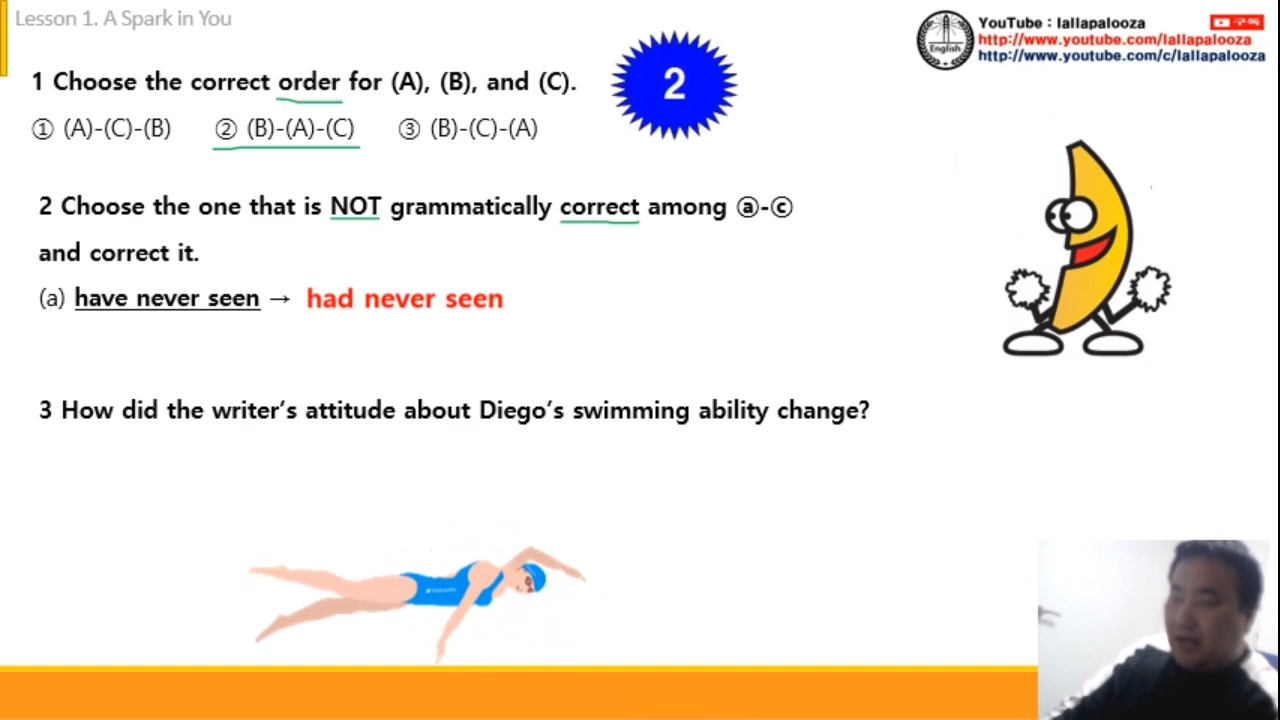 Lesson 1. A Spark in You
YouTube : lallapalooza
구독
http://www.youtube.com/lallapalooza
http://www.youtube.com/c/lallapalooza
English
1 Choose the correct order for (A), (B), and (C).
2
① (A)-(C)-(B) ② (B)-(A)-(C) ③ (B)-(C)-(A)
2 Choose the one that is NOT grammatically correct among ⓐ-ⓒ
and correct it.
(a) have never seen → had never seen
3 How did the writer's attitude about Diego's swimming ability change?